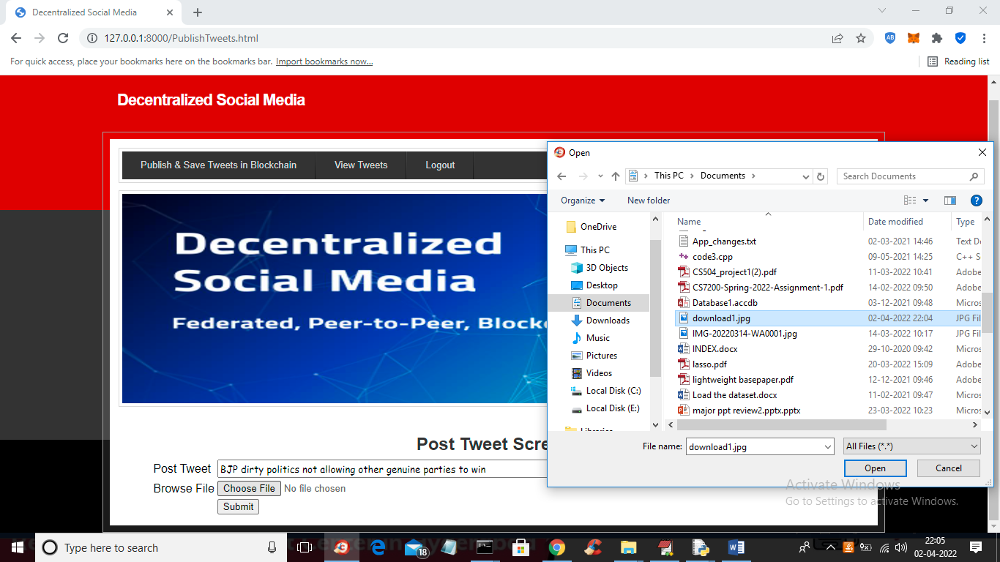 Decentralized Social Media
127.0.0.1:8000/PublishTweets.html
For quick access, place your bookmarks here on the bookmarks bar. Import bookmarks now...
Reading list
Decentralized Social Media
Publish & Save Tweets in Blockchain View Tweets Logout
Decentralized
Social Media
Federated, Peer-to-Peer, Blocke
Post Tweet Scre
Post Tweet BJP dirty politics not allowing other genuine parties to win
Browse File Choose File No file chosen
Submit
Open
This PC > Documents >
Search Documents
Organize New folder
OneDrive
This PC
3D Objects
Desktop
Documents
Downloads
Music
Pictures
Videos
Local Disk (C:)
Local Disk (E:)
Libraries
Name Date modified Type
App_changes.txt 02-03-2021 14:46 Text D
code3.cpp 09-05-2021 14:25 C++ S
CS504_project1(2).pdf 11-03-2022 10:41 Adobe
CS7200-Spring-2022-Assignment-1.pdf 14-02-2022 09:50 Adobe
Database1.accdb 03-12-2021 09:48 Micros
download1.jpg 02-04-2022 22:04 JPG Fil
IMG-20220314-WA0001.jpg 14-03-2022 10:17 JPG Fil
INDEX.docx 29-10-2020 09:42 Micros
lasso.pdf 20-03-2022 15:09 Adobe
lightweight basepaper.pdf 12-12-2021 09:46 Adobe
Load the dataset.docx 11-02-2021 09:47 Micros
major ppt review2.pptx.pptx 23-03-2022 10:23 Micros
File name: download1.jpg All Files (*.*)
Open Cancel
Activate Windows
Go to Settings to activate Windows.
Type here to search
18
22:05
02-04-2022